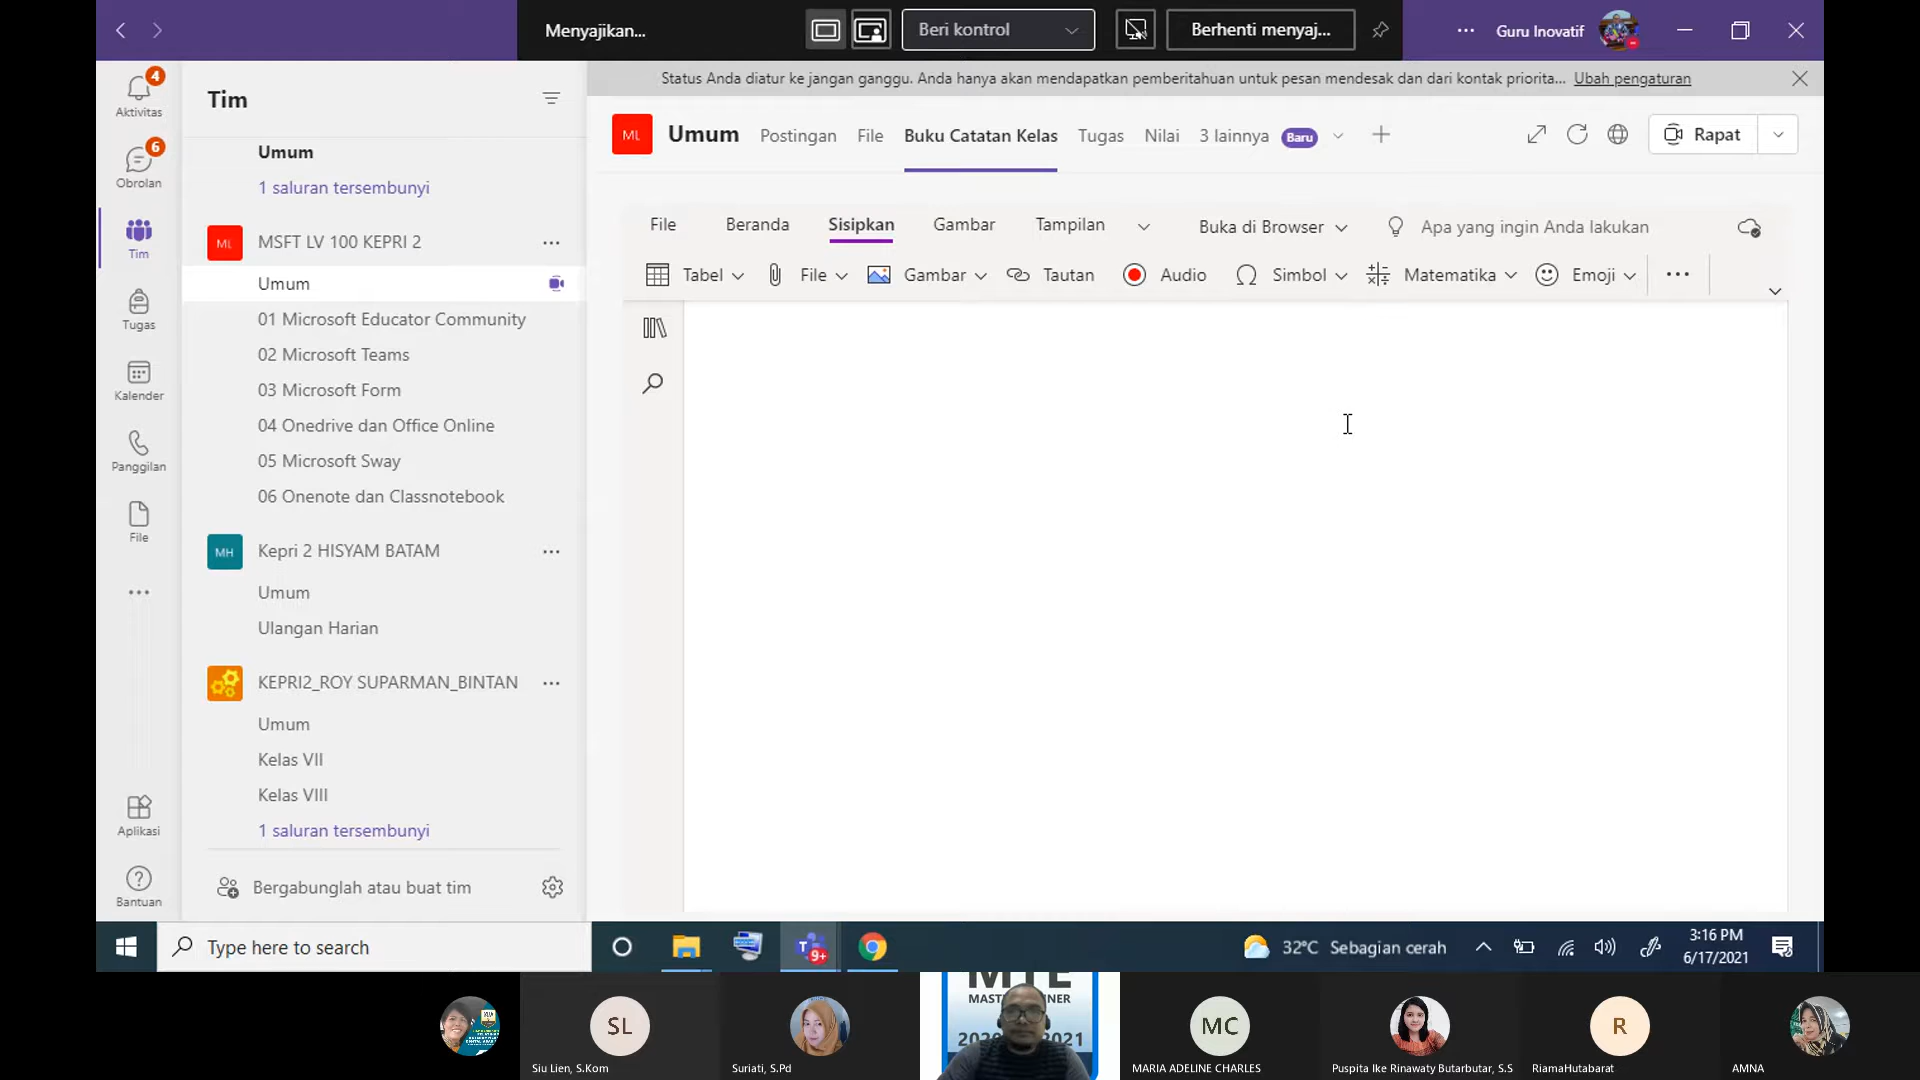 Menyajikan...
Beri kontrol
Berhenti menyaj...
Guru Inovatif
Status Anda diatur ke jangan ganggu. Anda hanya akan mendapatkan pemberitahuan untuk pesan mendesak dan dari kontak priorita... Ubah pengaturan
4
Aktivitas
6
Obrolan
Tim
Tugas
Kalender
Panggilan
File
Aplikasi
Bantuan
Tim
Umum
1 saluran tersembunyi
ML MSFT LV 100 KEPRI 2
Umum
01 Microsoft Educator Community
02 Microsoft Teams
03 Microsoft Form
04 Onedrive dan Office Online
05 Microsoft Sway
06 Onenote dan Classnotebook
MH Kepri 2 HISYAM BATAM
Umum
Ulangan Harian
KEPRI2_ROY SUPARMAN_BINTAN
Umum
Kelas VII
Kelas VIII
1 saluran tersembunyi
Bergabunglah atau buat tim
ML Umum Postingan File Buku Catatan Kelas Tugas Nilai 3 lainnya Baru
Rapat
File Beranda Sisipkan Gambar Tampilan Buka di Browser Apa yang ingin Anda lakukan
Tabel File Gambar Tautan Audio Simbol Matematika Emoji
Type here to search
9+
32°C Sebagian cerah
3:16 PM
6/17/2021
SL
Siu Lien, S.Kom
Suriati, S.Pd
MC
MARIA ADELINE CHARLES
Puspita Ike Rinawaty Butarbutar, S.S
R
RiamaHutabarat
AMNA